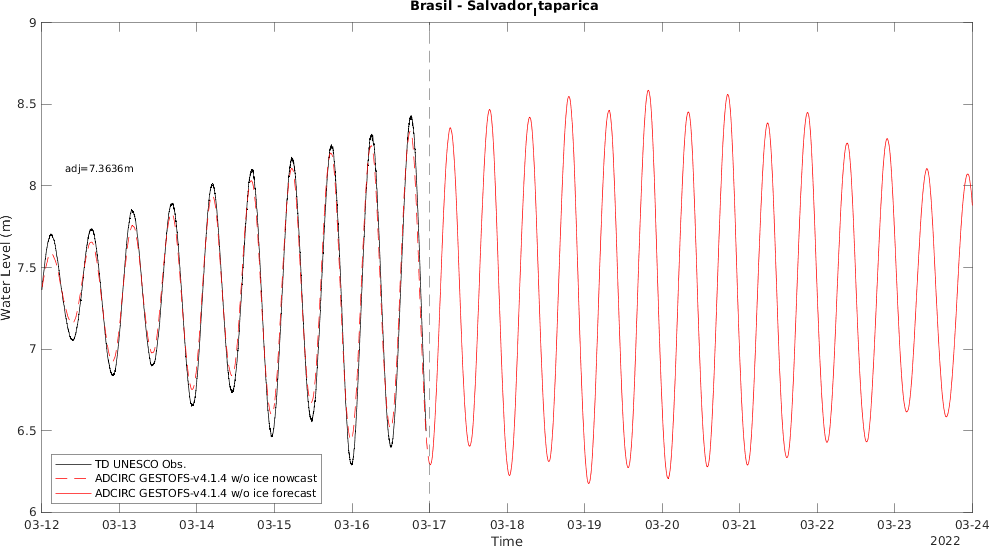 Brasil - Salvador_Itaparica
9
8.5
8
7.5
7
6.5
6
Water Level (m)
adj=7.3636m
TD UNESCO Obs.
ADCIRC GESTOFS-v4.1.4 w/o ice nowcast
ADCIRC GESTOFS-v4.1.4 w/o ice forecast
03-12 03-13 03-14 03-15 03-16 03-17 03-18 03-19 03-20 03-21 03-22 03-23 03-24
Time
2022